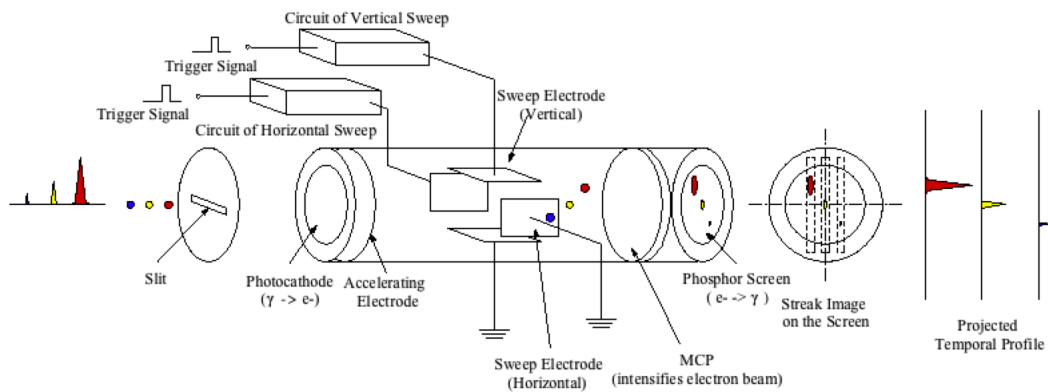 Circuit of Vertical Sweep
Trigger Signal
Trigger Signal
Circuit of Horizontal Sweep
Sweep Electrode
(Vertical)
Slit
Photocathode
(γ -> e-)
Accelerating
Electrode
Sweep Electrode
(Horizontal)
MCP
(intensifies electron beam)
Phosphor Screen
( e- -> γ )
Streak Image
on the Screen
Projected
Temporal Profile